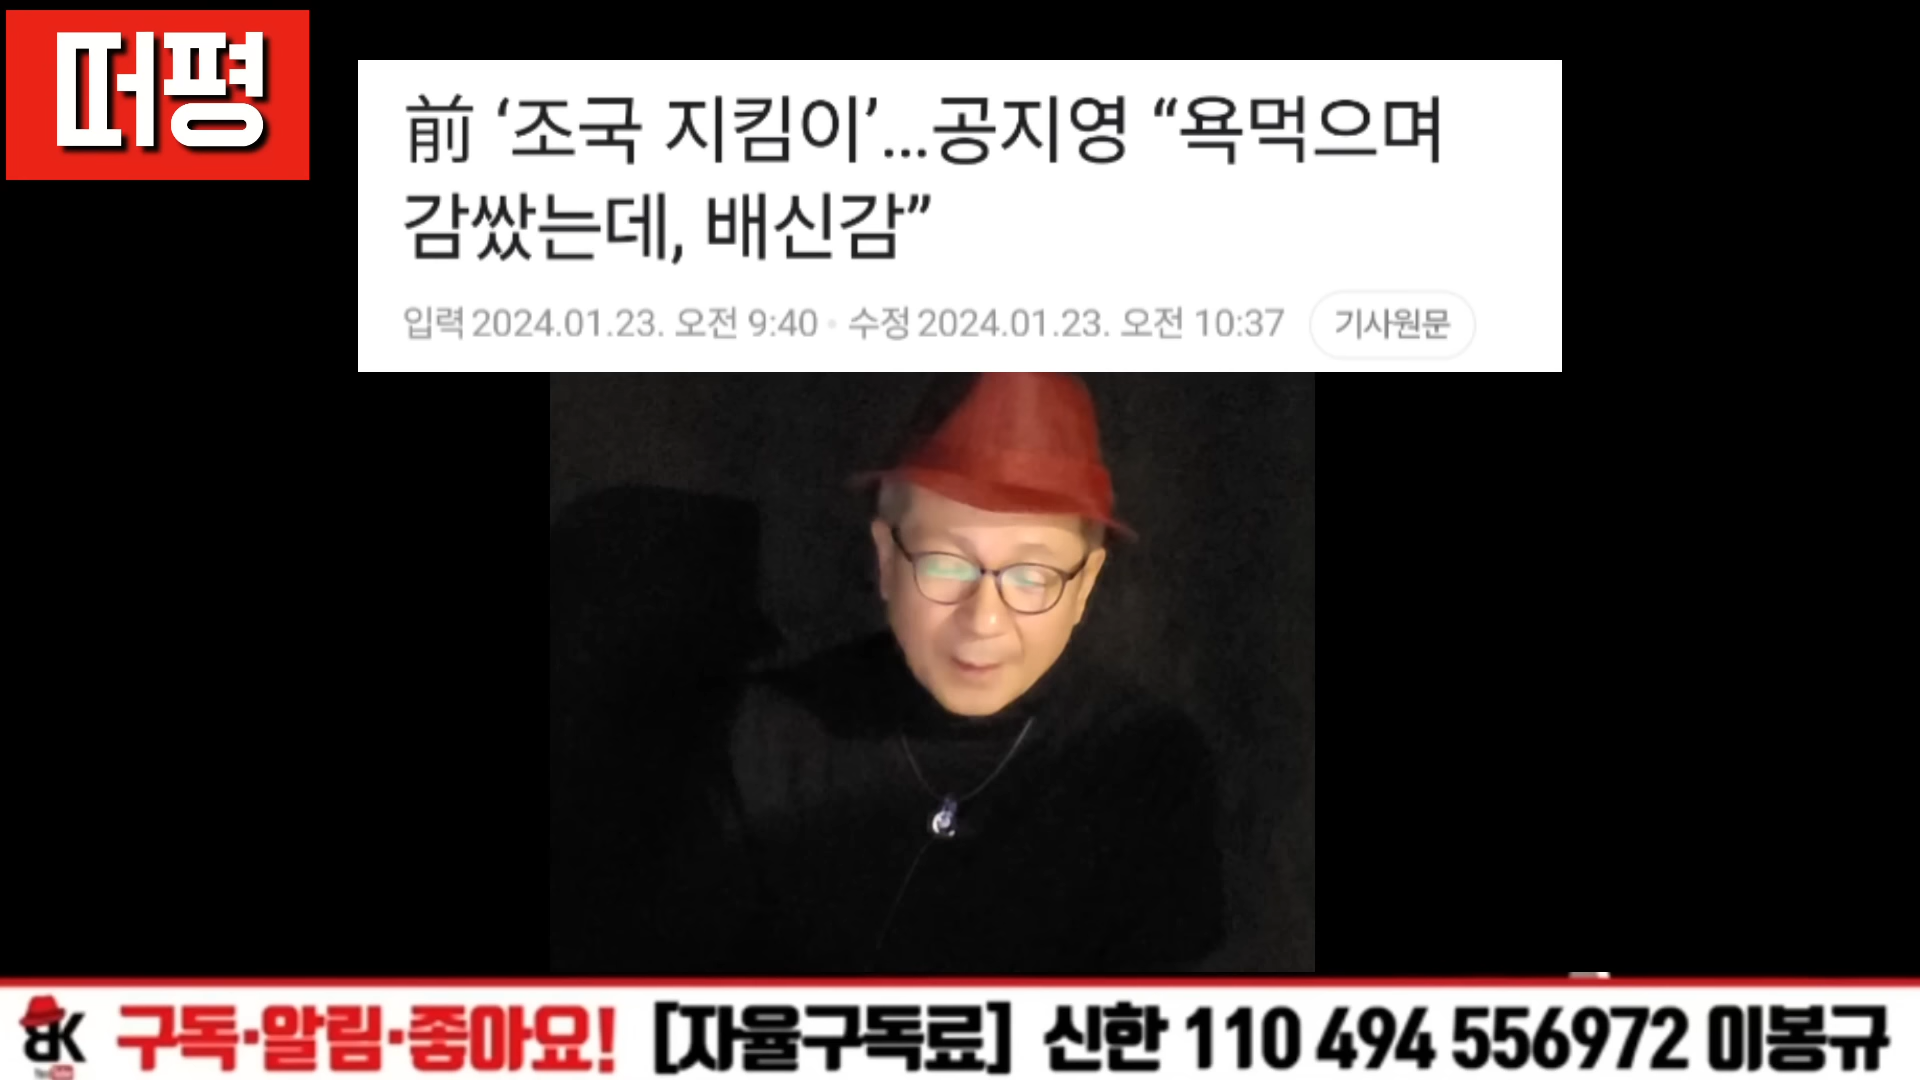 떠평
前 ‘조국 지킴이’...공지영 “욕먹으며
감쌌는데, 배신감”
입력 2024.01.23. 오전 9:40 · 수정 2024.01.23. 오전 10:37 기사원문
BK 구독·알림·좋아요! [자율구독료] 신한 110 494 556972 이봉규